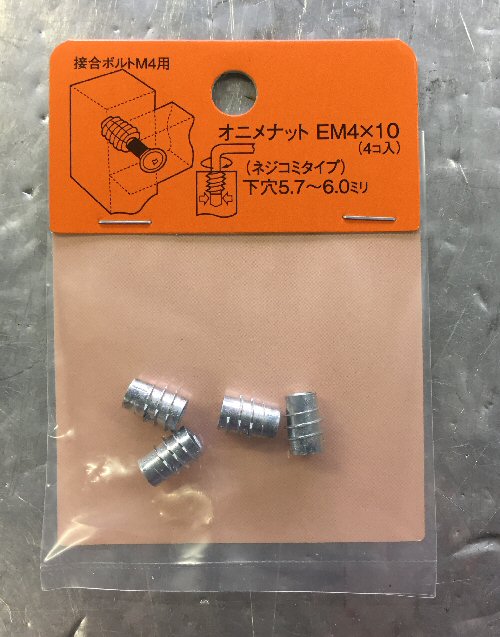 接合ボルトM4用
オニメナット EM4×10
(4コ入)
(ネジコミタイプ)
下穴5.7～6.0ミリ